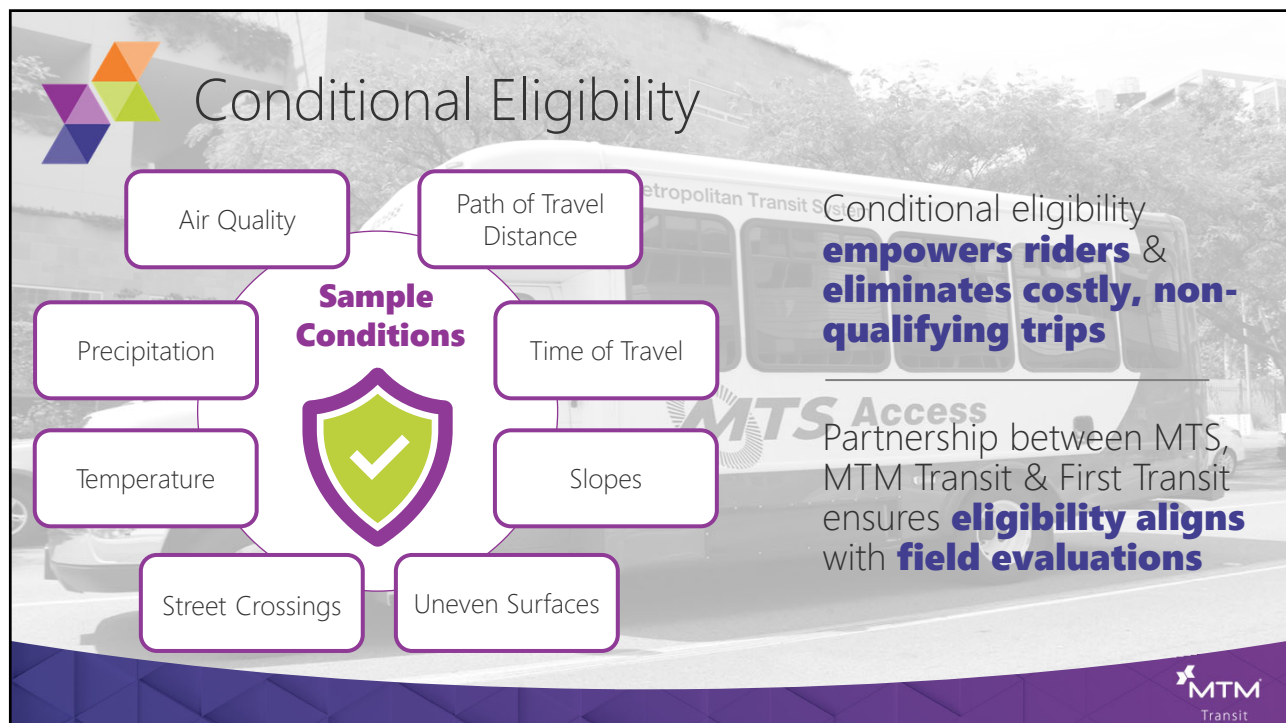 Conditional Eligibility
Air Quality
Path of Travel
Distance
Sample
Conditions
Precipitation
Time of Travel
Temperature
Slopes
Street Crossings
Uneven Surfaces
etropolitan Transit System
Conditional eligibility
empowers riders &
eliminates costly, non-
qualifying trips
MTS Access
Partnership between MTS,
MTM Transit & First Transit
ensures eligibility aligns
with field evaluations
MTM
Transit